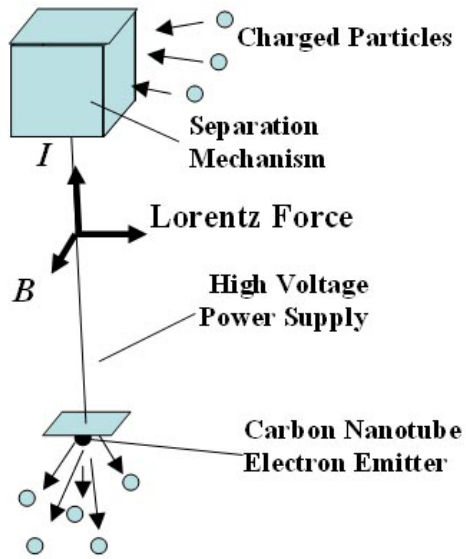 Charged Particles
Separation
Mechanism
I
Lorentz Force
B
High Voltage
Power Supply
Carbon Nanotube
Electron Emitter